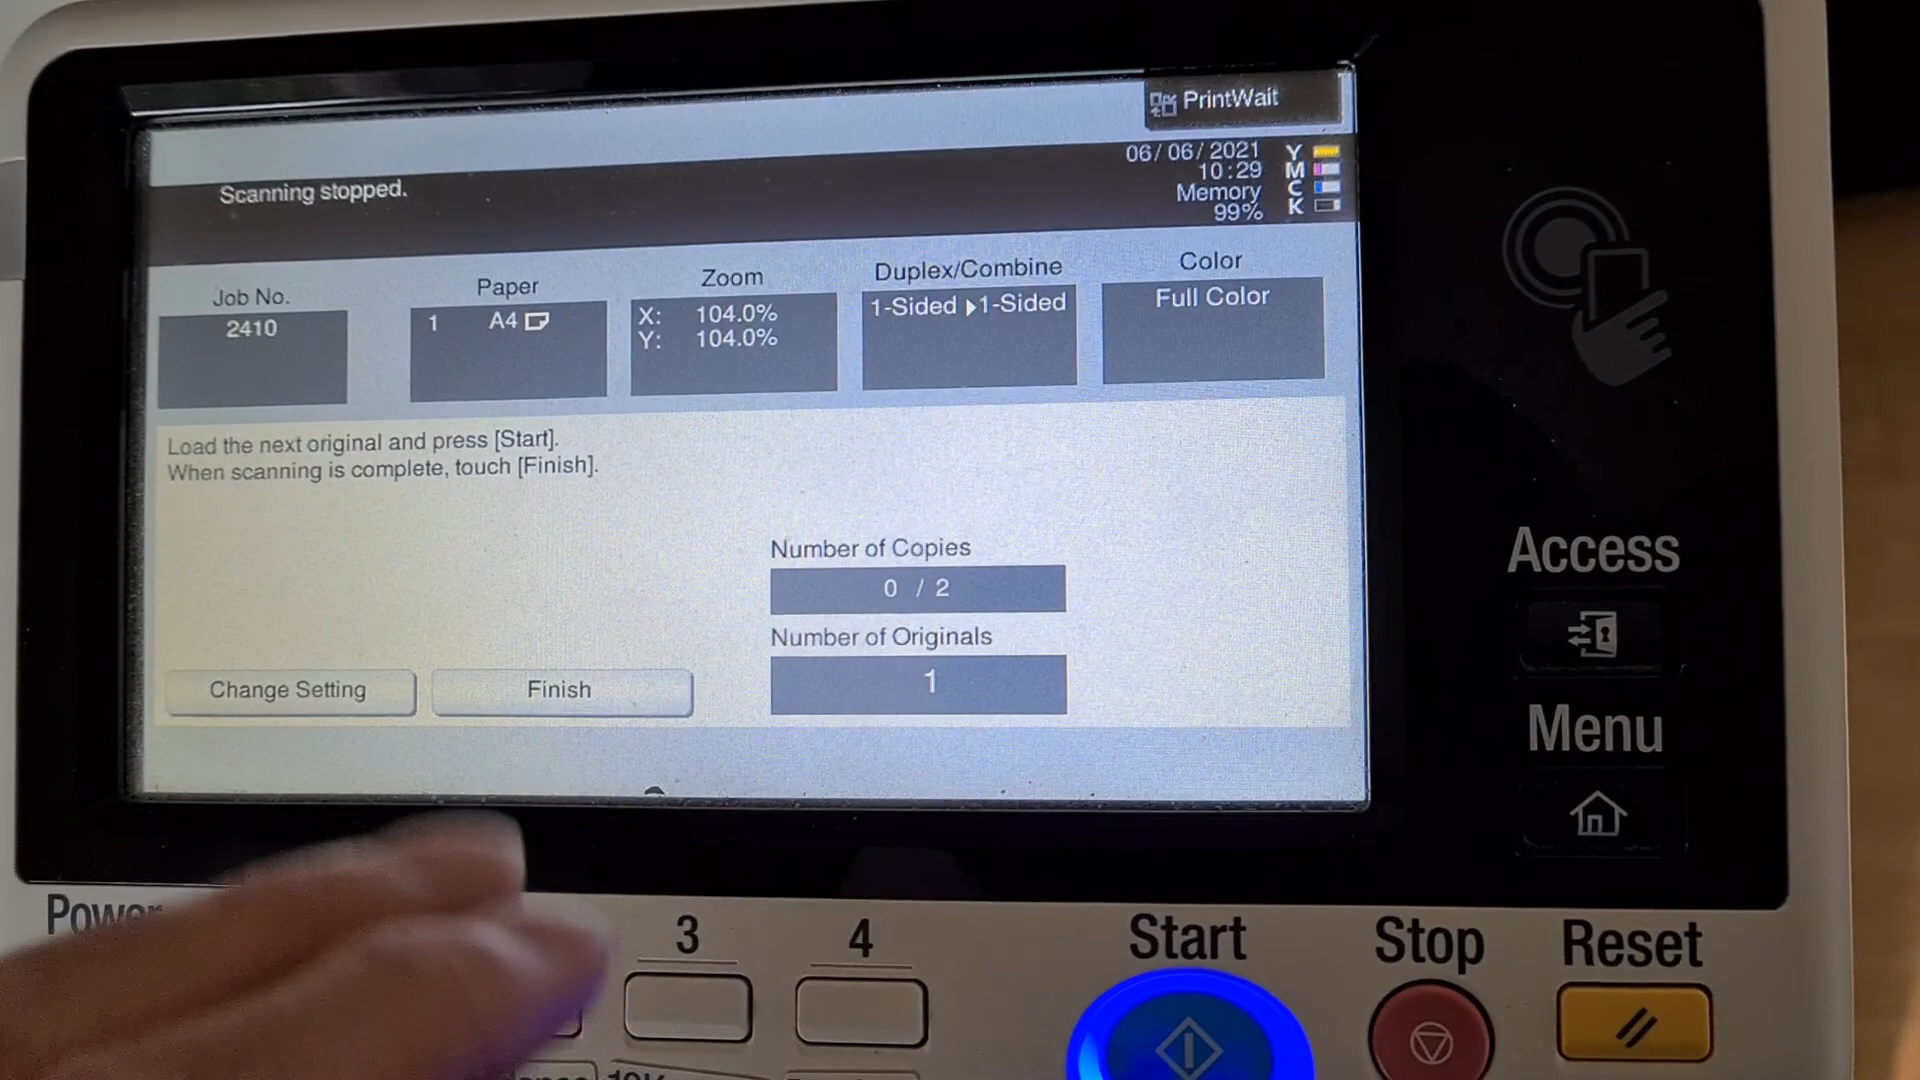 PrintWait
06/06/2021
10:29
Memory
99%
Y
M
C
K
Scanning stopped.
Job No.
2410
Paper
1 A4
Zoom
X: 104.0%
Y: 104.0%
Duplex/Combine
1-Sided ▶1-Sided
Color
Full Color
Load the next original and press [Start].
When scanning is complete, touch [Finish].
Number of Copies
0 / 2
Number of Originals
1
Change Setting
Finish
Access
Menu
Power
3
4
Start
Stop
Reset